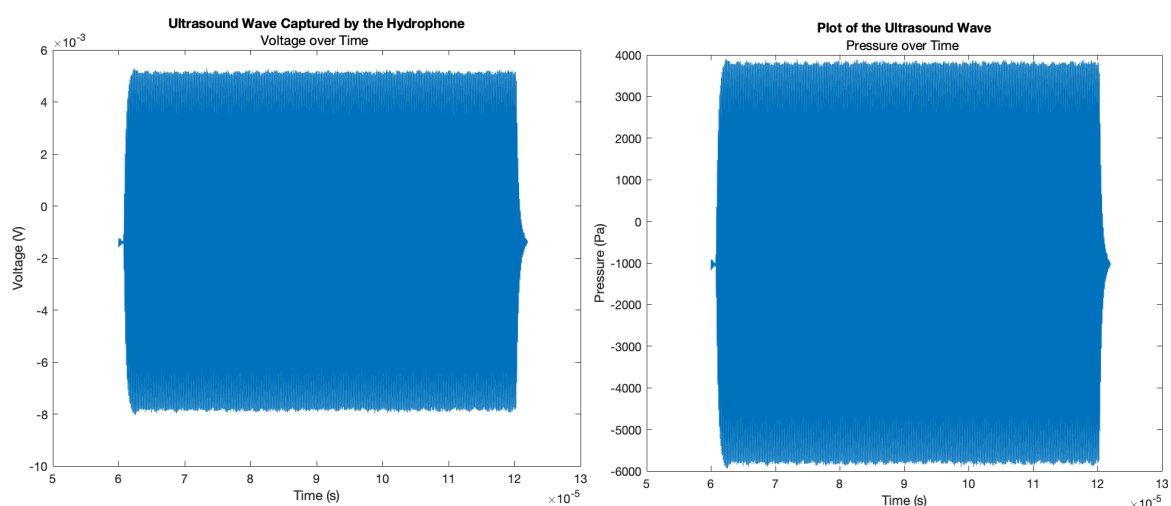 Ultrasound Wave Captured by the Hydrophone
Voltage over Time
×10⁻³
6
4
2
0
-2
-4
-6
-8
-10
Voltage (V)
5 6 7 8 9 10 11 12 13
Time (s)
×10⁻⁵
Plot of the Ultrasound Wave
Pressure over Time
4000
3000
2000
1000
0
-1000
-2000
-3000
-4000
-5000
-6000
Pressure (Pa)
5 6 7 8 9 10 11 12 13
Time (s)
×10⁻⁵